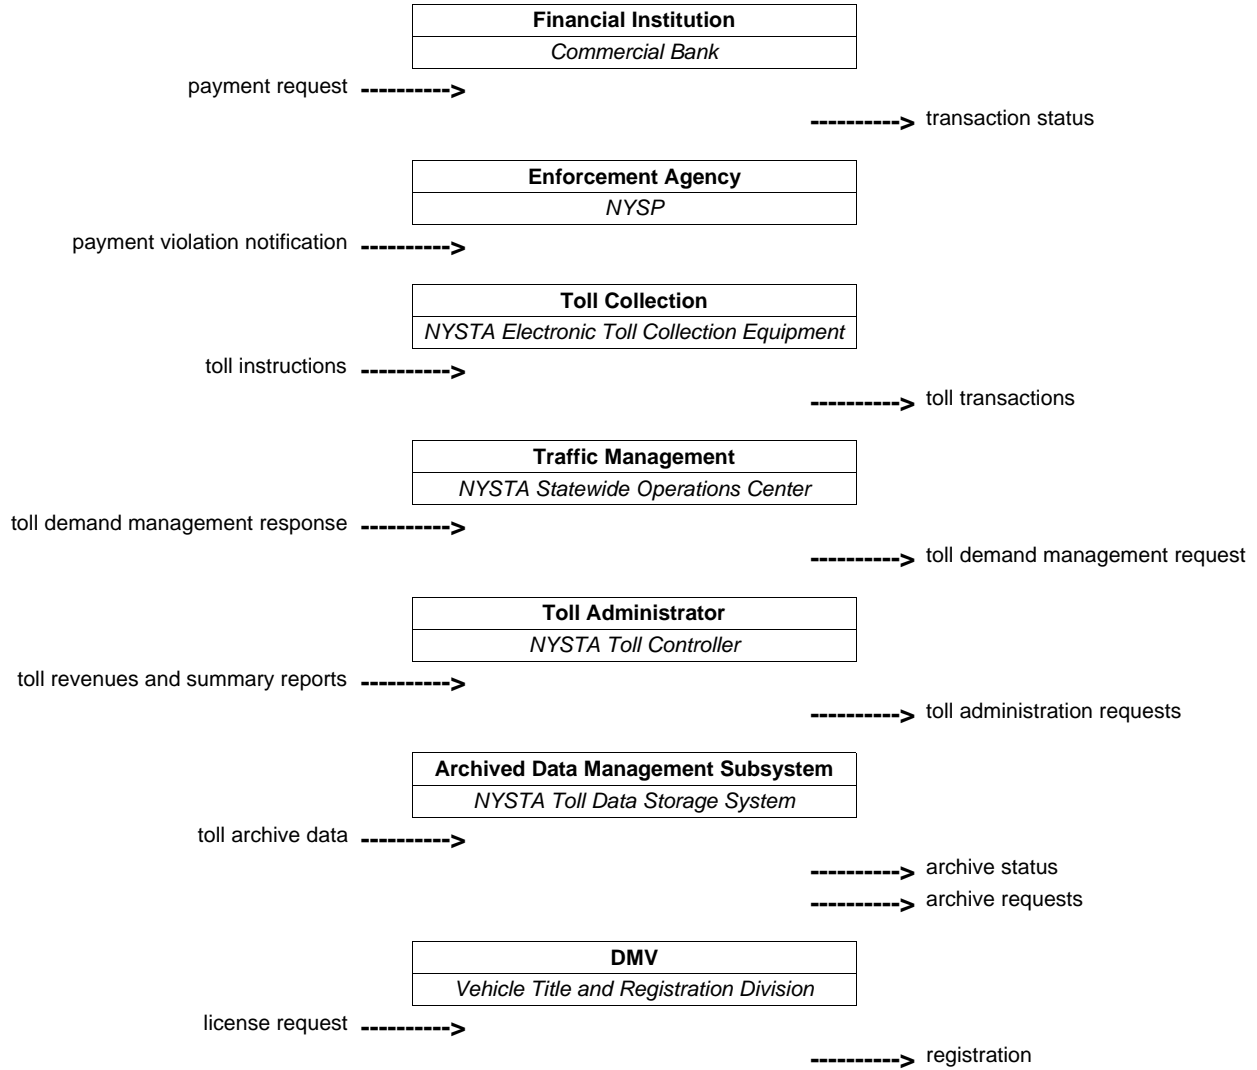 Financial Institution
Commercial Bank
payment request ---------->
----------> transaction status
Enforcement Agency
NYSP
payment violation notification ---------->
Toll Collection
NYSTA Electronic Toll Collection Equipment
toll instructions ---------->
----------> toll transactions
Traffic Management
NYSTA Statewide Operations Center
toll demand management response ---------->
----------> toll demand management request
Toll Administrator
NYSTA Toll Controller
toll revenues and summary reports ---------->
----------> toll administration requests
Archived Data Management Subsystem
NYSTA Toll Data Storage System
toll archive data ---------->
----------> archive status
----------> archive requests
DMV
Vehicle Title and Registration Division
license request ---------->
----------> registration